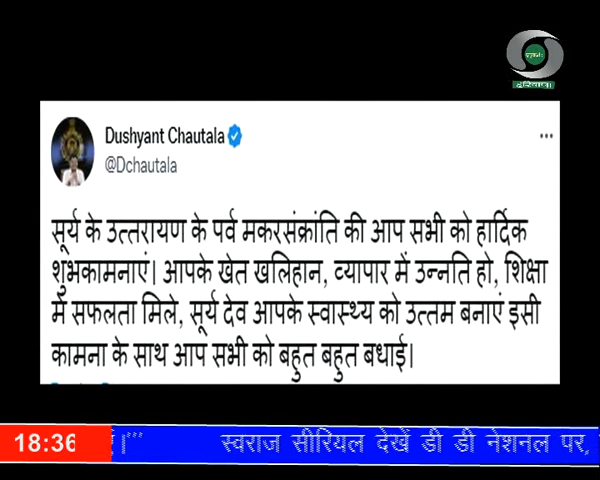 हरियाणा
Dushyant Chautala
@Dchautala
सूर्य के उत्तरायण के पर्व मकरसंक्रांति की आप सभी को हार्दिक
शुभकामनाएं। आपके खेत खलिहान, व्यापार में उन्नति हो, शिक्षा
में सफलता मिले, सूर्य देव आपके स्वास्थ्य को उत्तम बनाएं इसी
कामना के साथ आप सभी को बहुत बहुत बधाई।
18:36 स्वराज सीरियल देखें डी डी नेशनल पर,